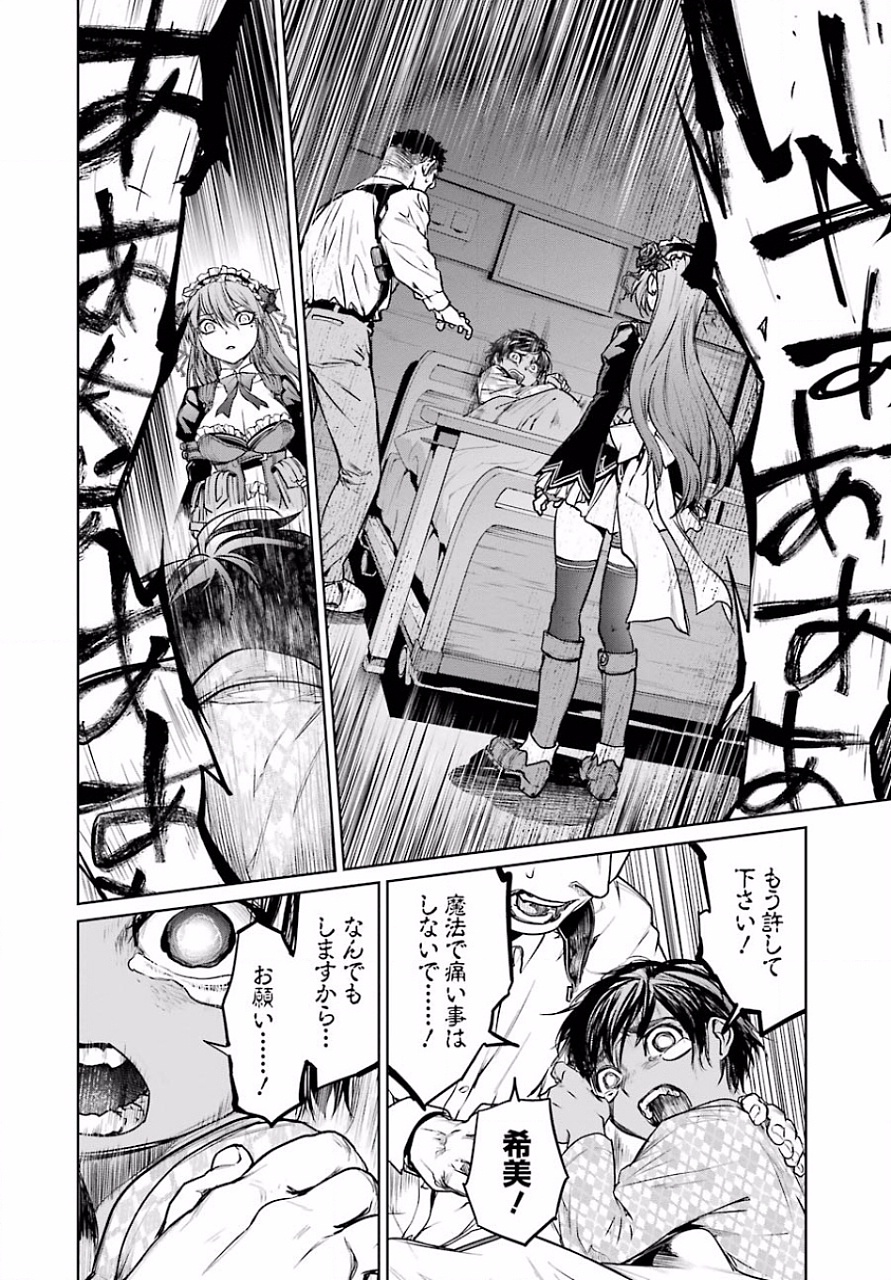 いやああああ
ああああああああ
もう許して
下さい！
希美！
魔法で痛い事は
しないで……！
なんでも
しますから…
お願い…！